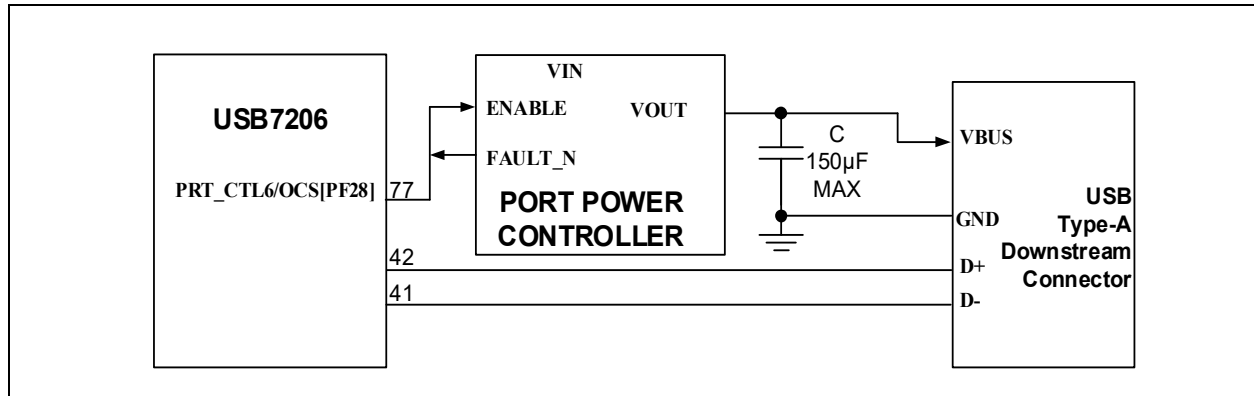 USB7206
PRT_CTL6/OCS[PF28]
77
42
41
VIN
ENABLE
VOUT
FAULT_N
PORT POWER
CONTROLLER
C
150µF
MAX
VBUS
GND
D+
D-
USB
Type-A
Downstream
Connector